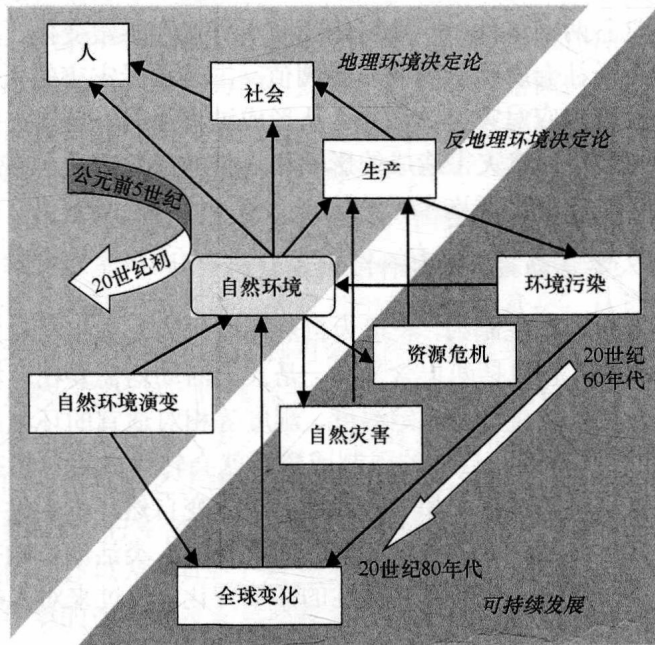 人
社会
地理环境决定论
反地理环境决定论
生产
公元前5世纪
20世纪初
自然环境
环境污染
资源危机
20世纪
60年代
自然环境演变
自然灾害
20世纪80年代
全球变化
可持续发展